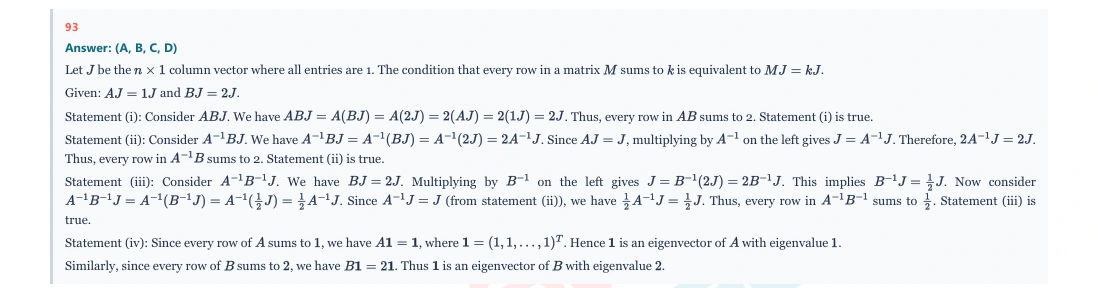 93
Answer: (A, B, C, D)
Let J be the n × 1 column vector where all entries are 1. The condition that every row in a matrix M sums to k is equivalent to MJ = kJ.
Given: AJ = 1J and BJ = 2J.
Statement (i): Consider ABJ. We have ABJ = A(BJ) = A(2J) = 2(AJ) = 2(1J) = 2J. Thus, every row in AB sums to 2. Statement (i) is true.
Statement (ii): Consider A⁻¹BJ. We have A⁻¹BJ = A⁻¹(BJ) = A⁻¹(2J) = 2A⁻¹J. Since AJ = J, multiplying by A⁻¹ on the left gives J = A⁻¹J. Therefore, 2A⁻¹J = 2J.
Thus, every row in A⁻¹B sums to 2. Statement (ii) is true.
Statement (iii): Consider A⁻¹B⁻¹J. We have BJ = 2J. Multiplying by B⁻¹ on the left gives J = B⁻¹(2J) = 2B⁻¹J. This implies B⁻¹J = ½J. Now consider
A⁻¹B⁻¹J = A⁻¹(B⁻¹J) = A⁻¹(½J) = ½A⁻¹J. Since A⁻¹J = J (from statement (ii)), we have ½A⁻¹J = ½J. Thus, every row in A⁻¹B⁻¹ sums to ½. Statement (iii) is
true.
Statement (iv): Since every row of A sums to 1, we have A1 = 1, where 1 = (1, 1, . . . , 1)ᵀ. Hence 1 is an eigenvector of A with eigenvalue 1.
Similarly, since every row of B sums to 2, we have B1 = 21. Thus 1 is an eigenvector of B with eigenvalue 2.